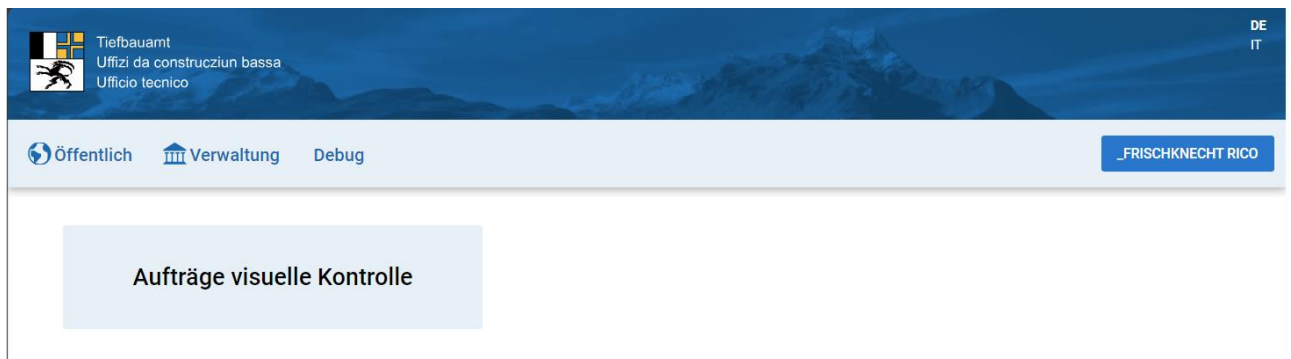 Tiefbauamt
Uffizi da construcziun bassa
Ufficio tecnico
DE
IT
Öffentlich
Verwaltung
Debug
_FRISCHKNECHT RICO
Aufträge visuelle Kontrolle